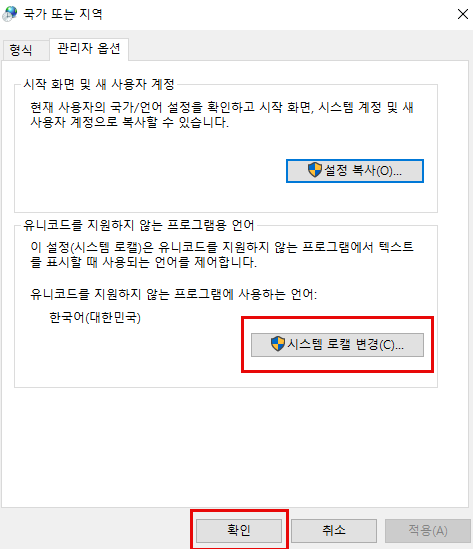 국가 또는 지역
형식
관리자 옵션
시작 화면 및 새 사용자 계정
현재 사용자의 국가/언어 설정을 확인하고 시작 화면, 시스템 계정 및 새
사용자 계정으로 복사할 수 있습니다.
설정 복사(O)...
유니코드를 지원하지 않는 프로그램용 언어
이 설정(시스템 로캘)은 유니코드를 지원하지 않는 프로그램에서 텍스트
를 표시할 때 사용되는 언어를 제어합니다.
유니코드를 지원하지 않는 프로그램에 사용하는 언어:
한국어(대한민국)
시스템 로캘 변경(C)...
확인
취소
적용(A)